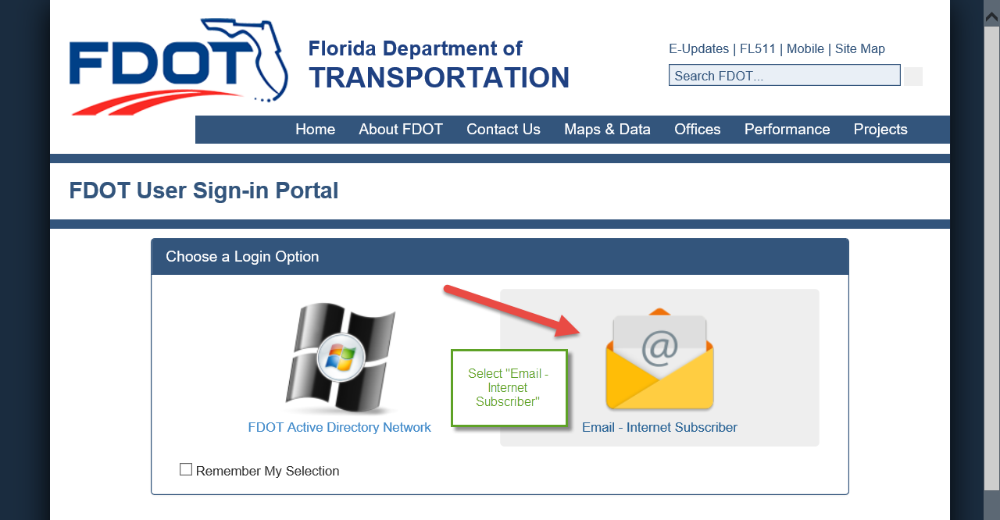 FDOT
Florida Department of
TRANSPORTATION
E-Updates | FL511 | Mobile | Site Map
Search FDOT...
Home About FDOT Contact Us Maps & Data Offices Performance Projects
FDOT User Sign-in Portal
Choose a Login Option
@
Select "Email -
Internet
Subscriber"
FDOT Active Directory Network
Email - Internet Subscriber
Remember My Selection